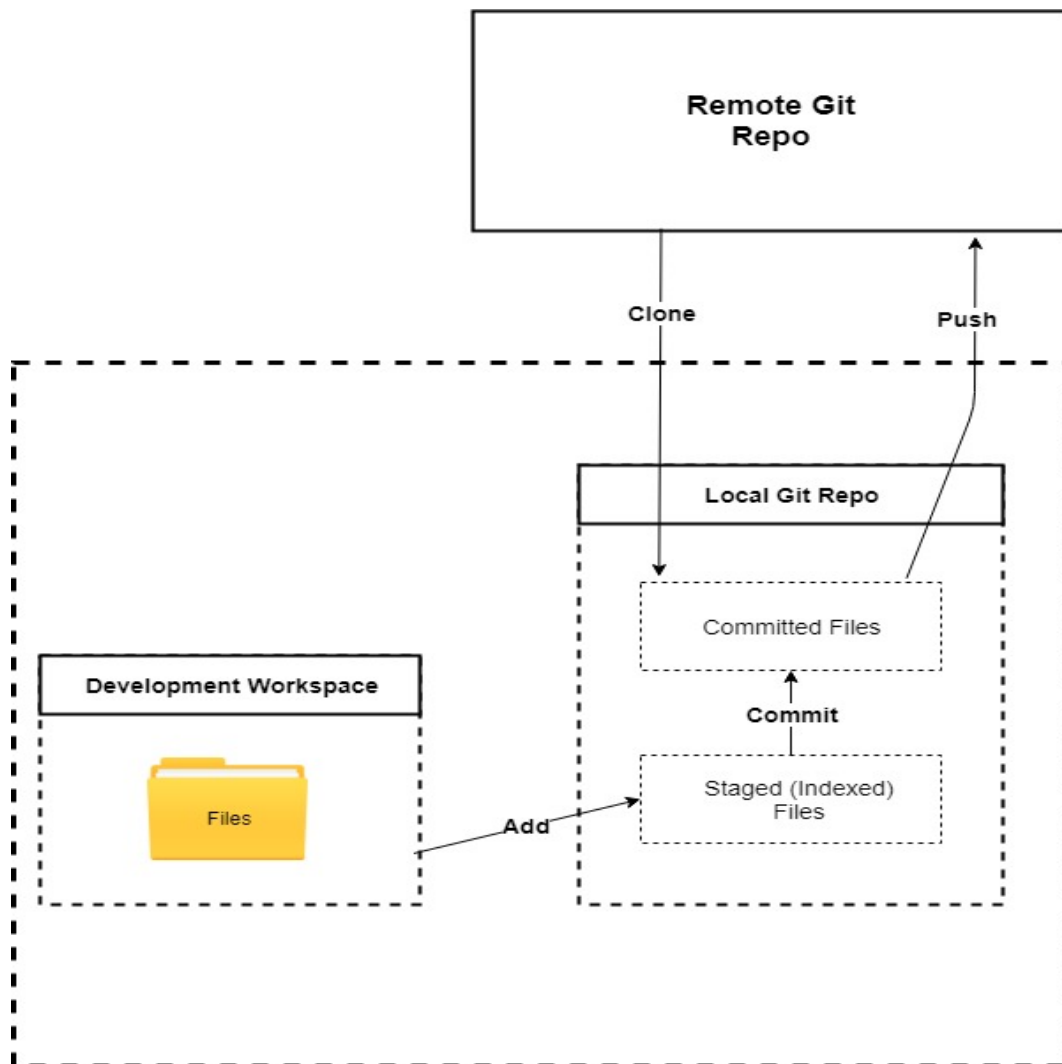 Remote Git
Repo
Clone
Push
Local Git Repo
Committed Files
Development Workspace
Commit
Staged (Indexed)
Files
Files
Add